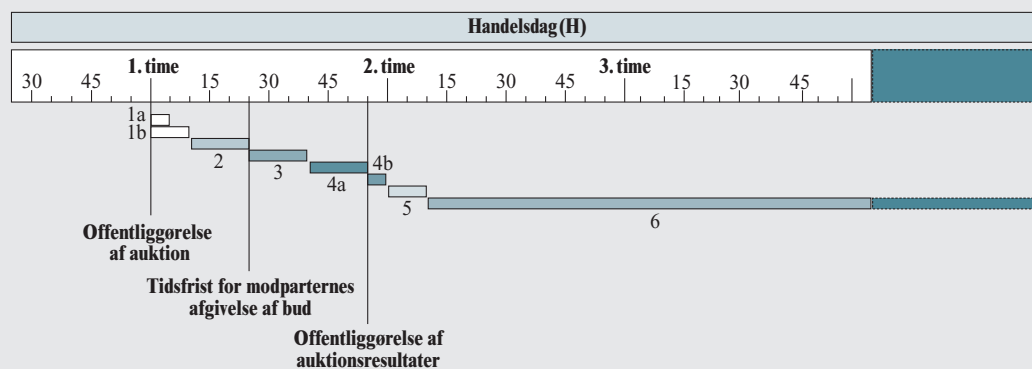 Handelsdag (H)
1. time 2. time 3. time
30 45 15 30 45 15 30 45 15 30 45
1a
1b
2
3
4a
4b
5
6
Offentliggørelse
af auktion
Tidsfrist for modparternes
afgivelse af bud
Offentliggørelse af
auktionsresultater